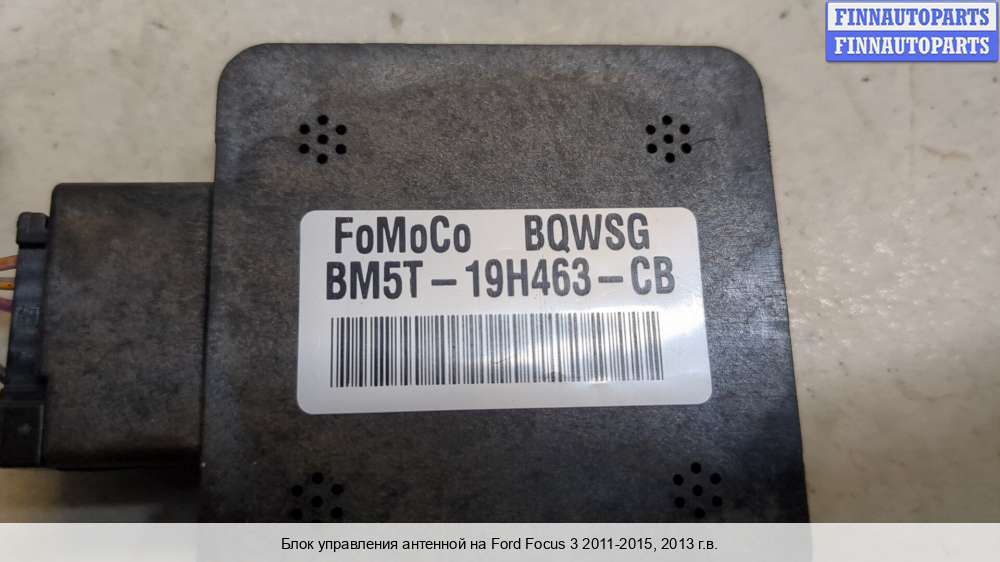 FINNAUTOPARTS
FINNAUTOPARTS
FoMoCo BQWSG
BM5T-19H463-CB
Блок управления антенной на Ford Focus 3 2011-2015, 2013 г.в.